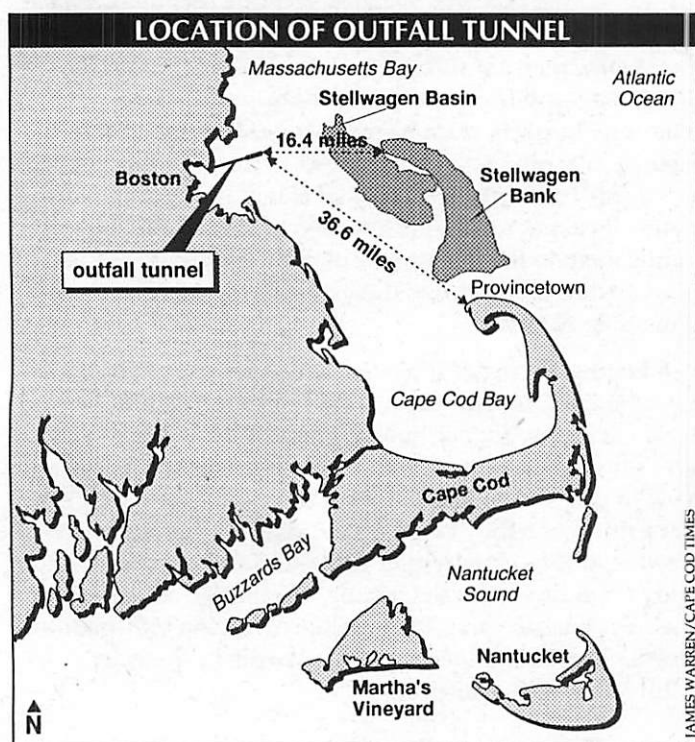 LOCATION OF OUTFALL TUNNEL
Massachusetts Bay
Atlantic
Ocean
Stellwagen Basin
16.4 miles
Boston
Stellwagen
Bank
36.6 miles
outfall tunnel
Provincetown
Cape Cod Bay
Cape Cod
Buzzards Bay
Nantucket
Sound
Nantucket
Martha's
Vineyard
N
JAMES WARREN/CAPE COD TIMES